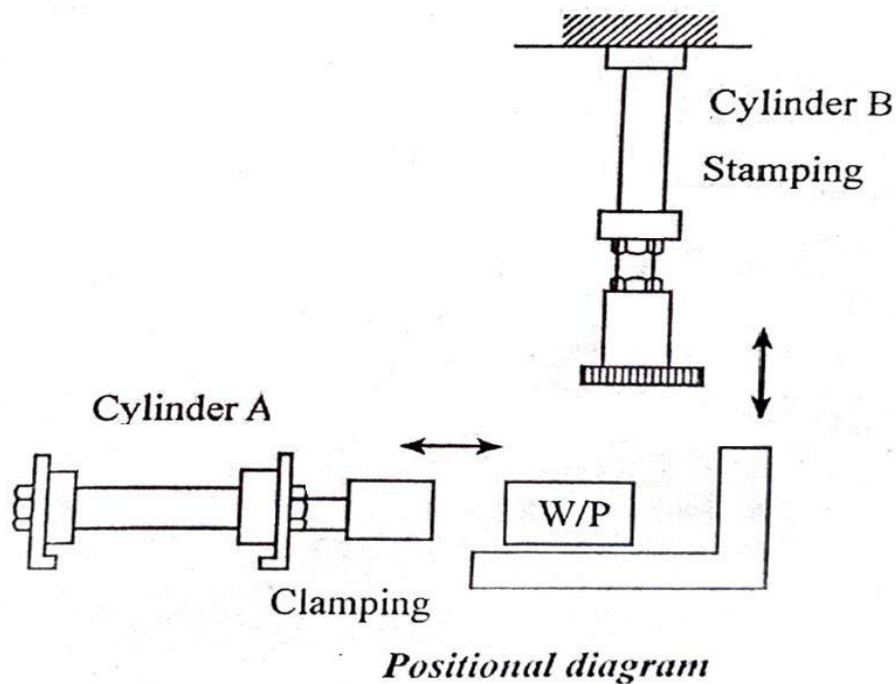 Cylinder B
Stamping
Cylinder A
W/P
Clamping
Positional diagram